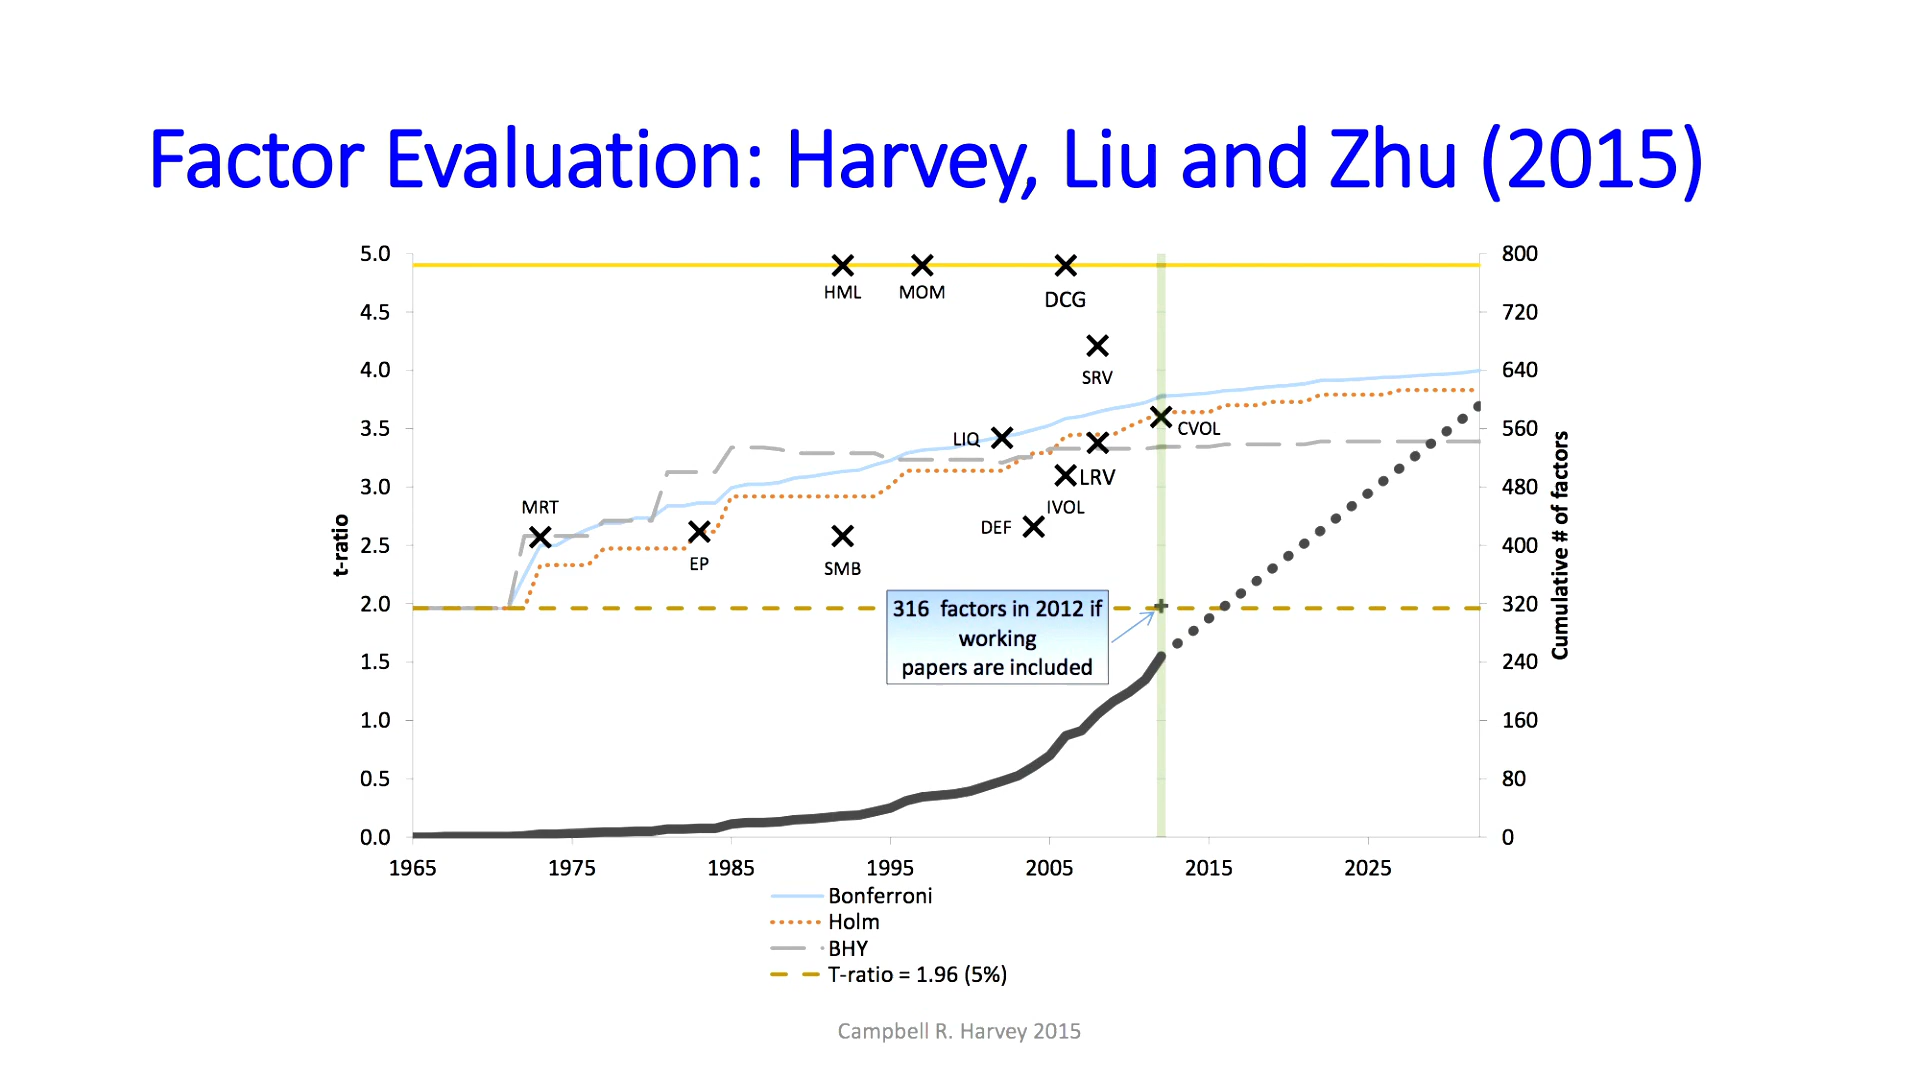 Factor Evaluation: Harvey, Liu and Zhu (2015)
5.0
4.5
4.0
3.5
3.0
2.5
2.0
1.5
1.0
0.5
0.0
t-ratio
800
720
640
560
480
400
320
240
160
80
0
Cumulative # of factors
HML
MOM
DCG
SRV
LIQ
CVOL
LRV
MRT
IVOL
DEF
EP
SMB
316 factors in 2012 if
working
papers are included
1965
1975
1985
1995
2005
2015
2025
Bonferroni
Holm
BHY
T-ratio = 1.96 (5%)
Campbell R. Harvey 2015